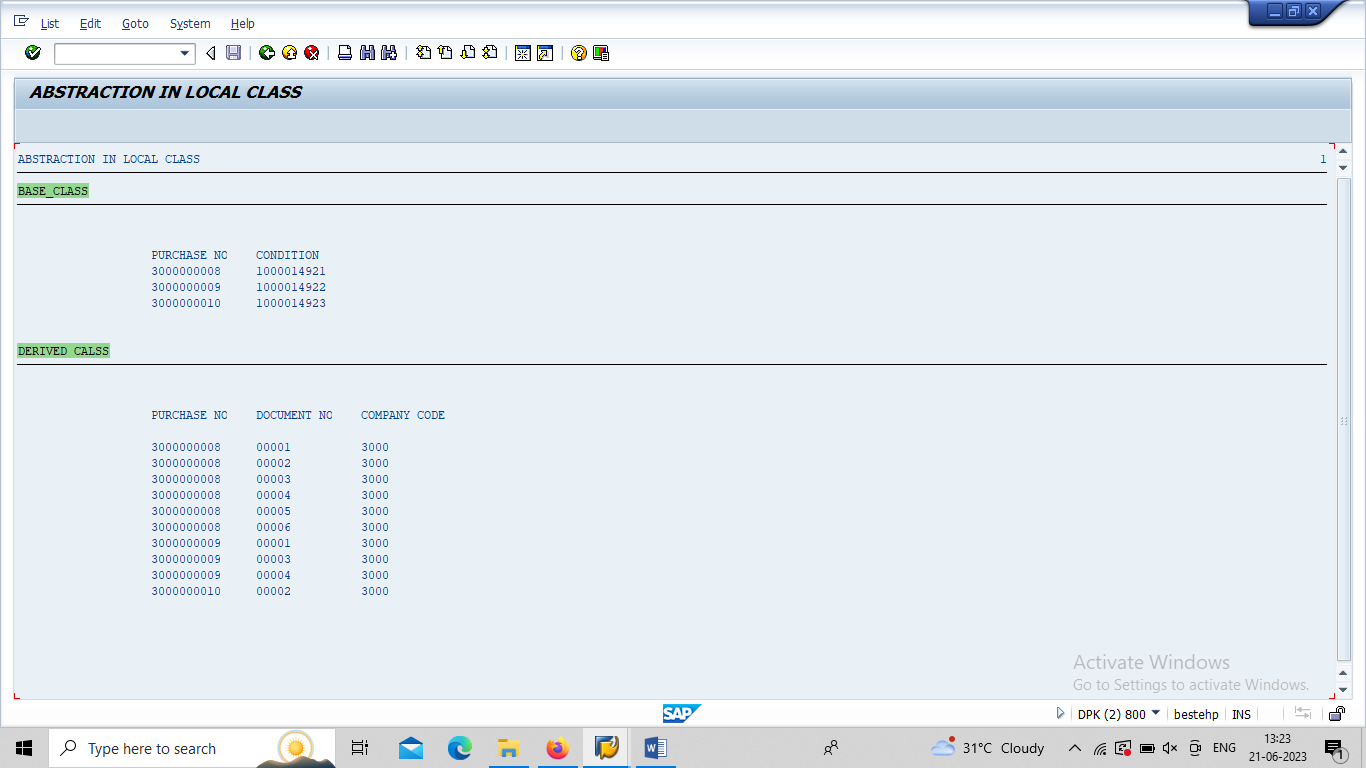 List Edit Goto System Help
ABSTRACTION IN LOCAL CLASS
ABSTRACTION IN LOCAL CLASS 1
BASE_CLASS
PURCHASE NO CONDITION
3000000008 1000014921
3000000009 1000014922
3000000010 1000014923
DERIVED CALSS
PURCHASE NO DOCUMENT NO COMPANY CODE
3000000008 00001 3000
3000000008 00002 3000
3000000008 00003 3000
3000000008 00004 3000
3000000008 00005 3000
3000000008 00006 3000
3000000009 00001 3000
3000000009 00003 3000
3000000009 00004 3000
3000000010 00002 3000
Activate Windows
Go to Settings to activate Windows.
SAP DPK (2) 800 bestehp INS
Type here to search 31°C Cloudy ENG 13:23
21-06-2023 1